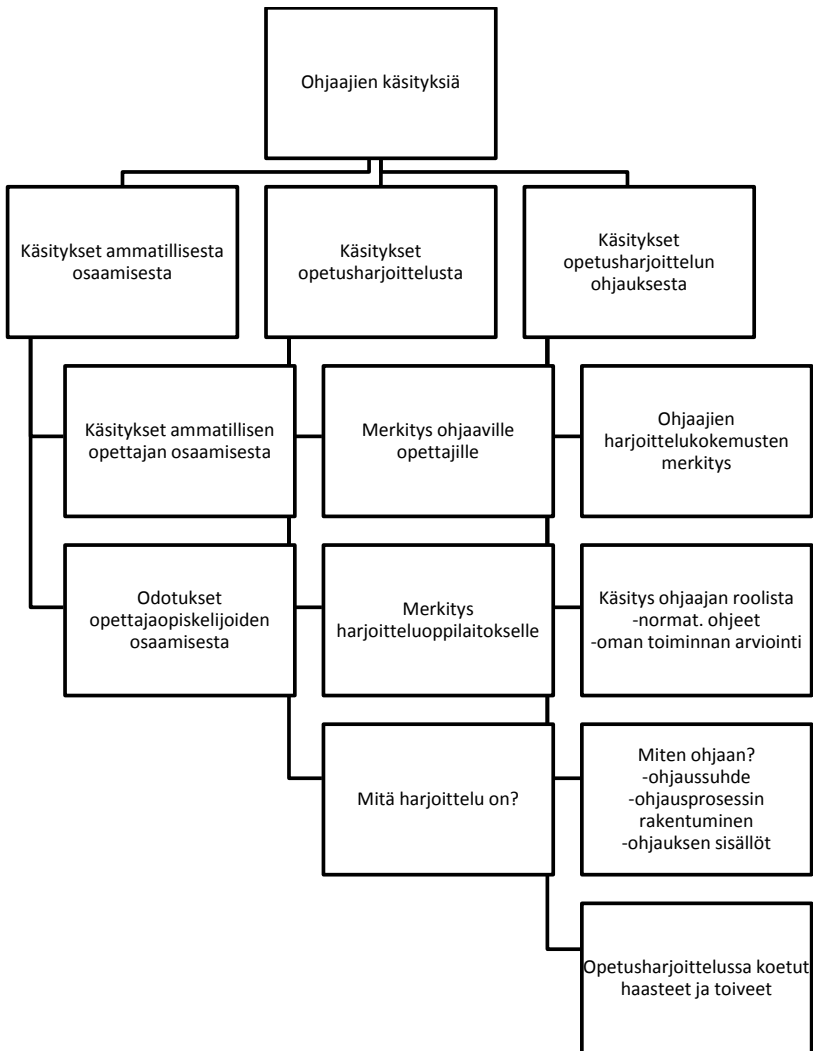 Ohjaajien käsityksiä
Käsitykset ammatillisesta
osaamisesta
Käsitykset
opetusharjoittelusta
Käsitykset
opetusharjoittelun
ohjauksesta
Käsitykset ammatillisen
opettajan osaamisesta
Merkitys ohjaaville
opettajille
Ohjaajien
harjoittelukokemusten
merkitys
Odotukset
opettajaopiskelijoiden
osaamisesta
Merkitys
harjoitteluoppilaitokselle
Käsitys ohjaajan roolista
-normat. ohjeet
-oman toiminnan arviointi
Mitä harjoittelu on?
Miten ohjaan?
-ohjaussuhde
-ohjausprosessin
rakentuminen
-ohjauksen sisällöt
Opetusharjoittelussa koetut
haasteet ja toiveet